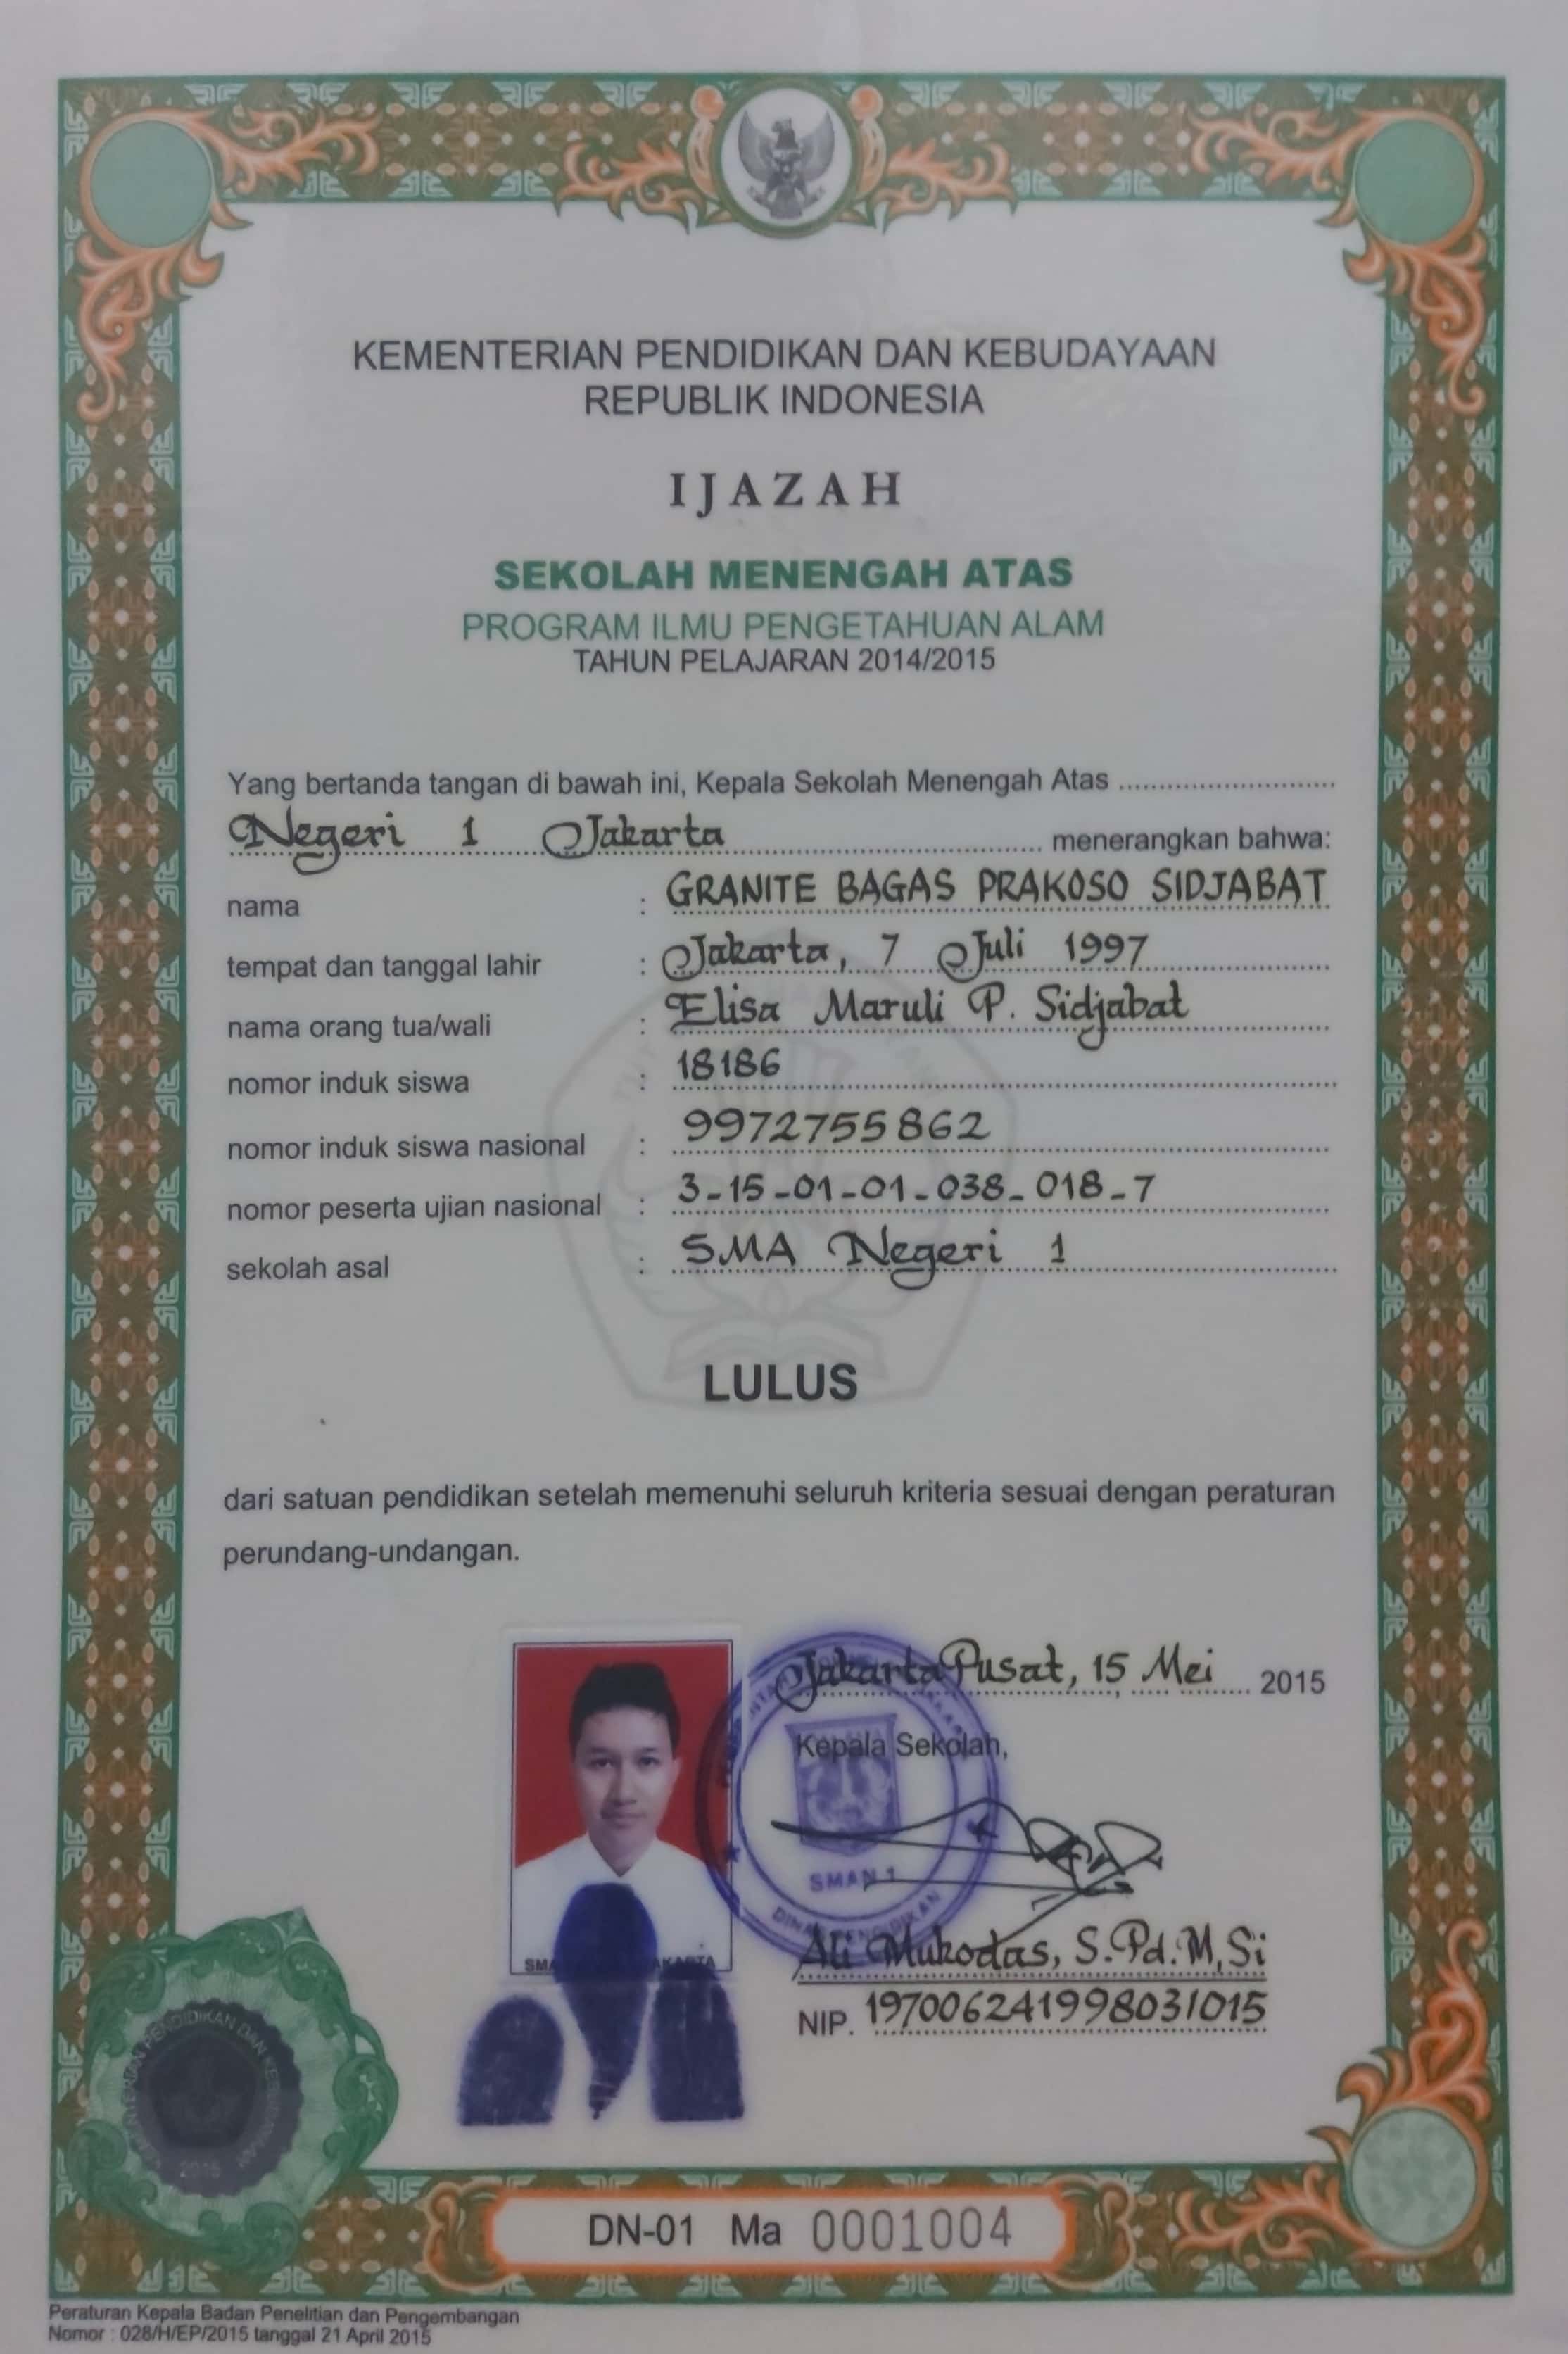 KEMENTERIAN PENDIDIKAN DAN KEBUDAYAAN
REPUBLIK INDONESIA
IJAZAH
SEKOLAH MENENGAH ATAS
PROGRAM ILMU PENGETAHUAN ALAM
TAHUN PELAJARAN 2014/2015
Yang bertanda tangan di bawah ini, Kepala Sekolah Menengah Atas
Negeri 1 Jakarta menerangkan bahwa:
nama : GRANITE BAGAS PRAKOSO SIDJABAT
tempat dan tanggal lahir : Jakarta, 7 Juli 1997
nama orang tua/wali : Elisa Maruli P. Sidjabat
nomor induk siswa : 18186
nomor induk siswa nasional : 9972755862
nomor peserta ujian nasional : 3-15-01-01-038-018-7
sekolah asal : SMA Negeri 1
LULUS
dari satuan pendidikan setelah memenuhi seluruh kriteria sesuai dengan peraturan
perundang-undangan.
Jakarta Pusat, 15 Mei 2015
Kepala Sekolah,
SMAN 1
DINAS PENDIDIKAN
Ali Mukodas, S.Pd.M,Si
NIP. 197006241998031015
KEMENTERIAN PENDIDIKAN DAN KEBUDAYAAN
2015
DN-01 Ma 0001004
Peraturan Kepala Badan Penelitian dan Pengembangan
Nomor : 028/H/EP/2015 tanggal 21 April 2015